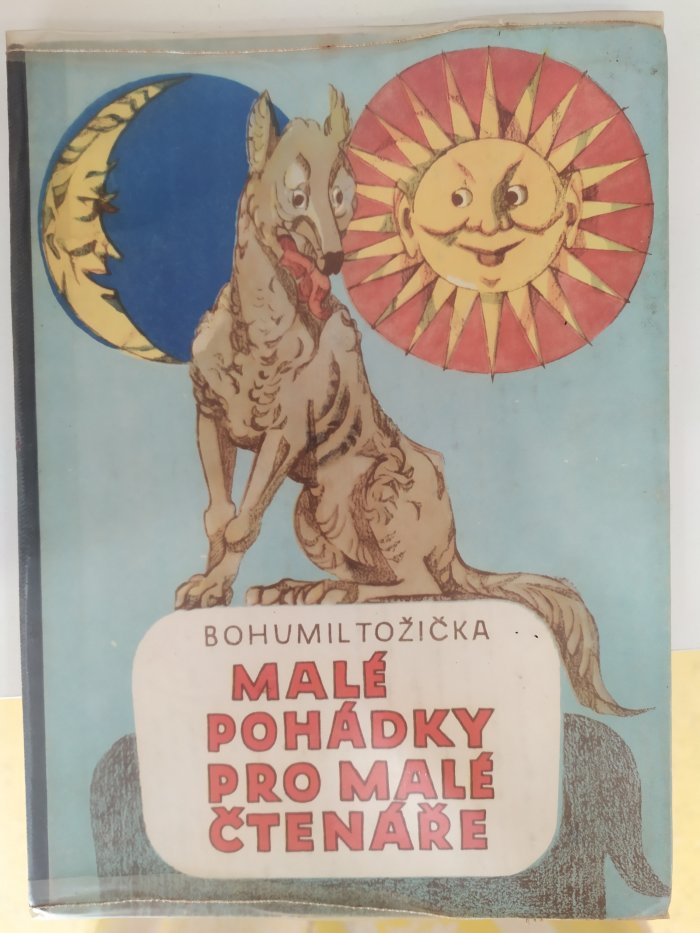 BOHUMIL TOŽIČKA
MALÉ
POHÁDKY
PRO MALÉ
ČTENÁŘE